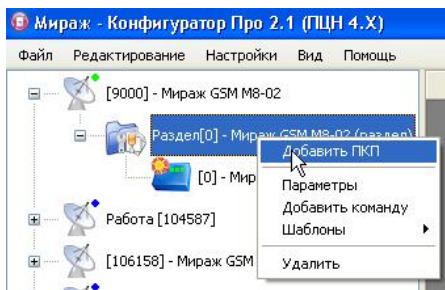 Мираж - Конфигуратор Про 2.1 (ПЦН 4.X)
Файл Редактирование Настройки Вид Помощь
[9000] - Мираж GSM M8-02
Раздел[0] - Мираж GSM M8-02 (раздел)
Добавить ПКП
[0] - Мир
Параметры
Добавить команду
Работа [104587]
Шаблоны
[106158] - Мираж GSM
Удалить